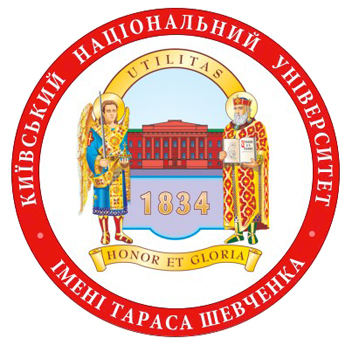 КИЇВСЬКИЙ НАЦІОНАЛЬНИЙ УНІВЕРСИТЕТ
ІМЕНІ ТАРАСА ШЕВЧЕНКА
UTILITAS
1834
HONOR ET GLORIA